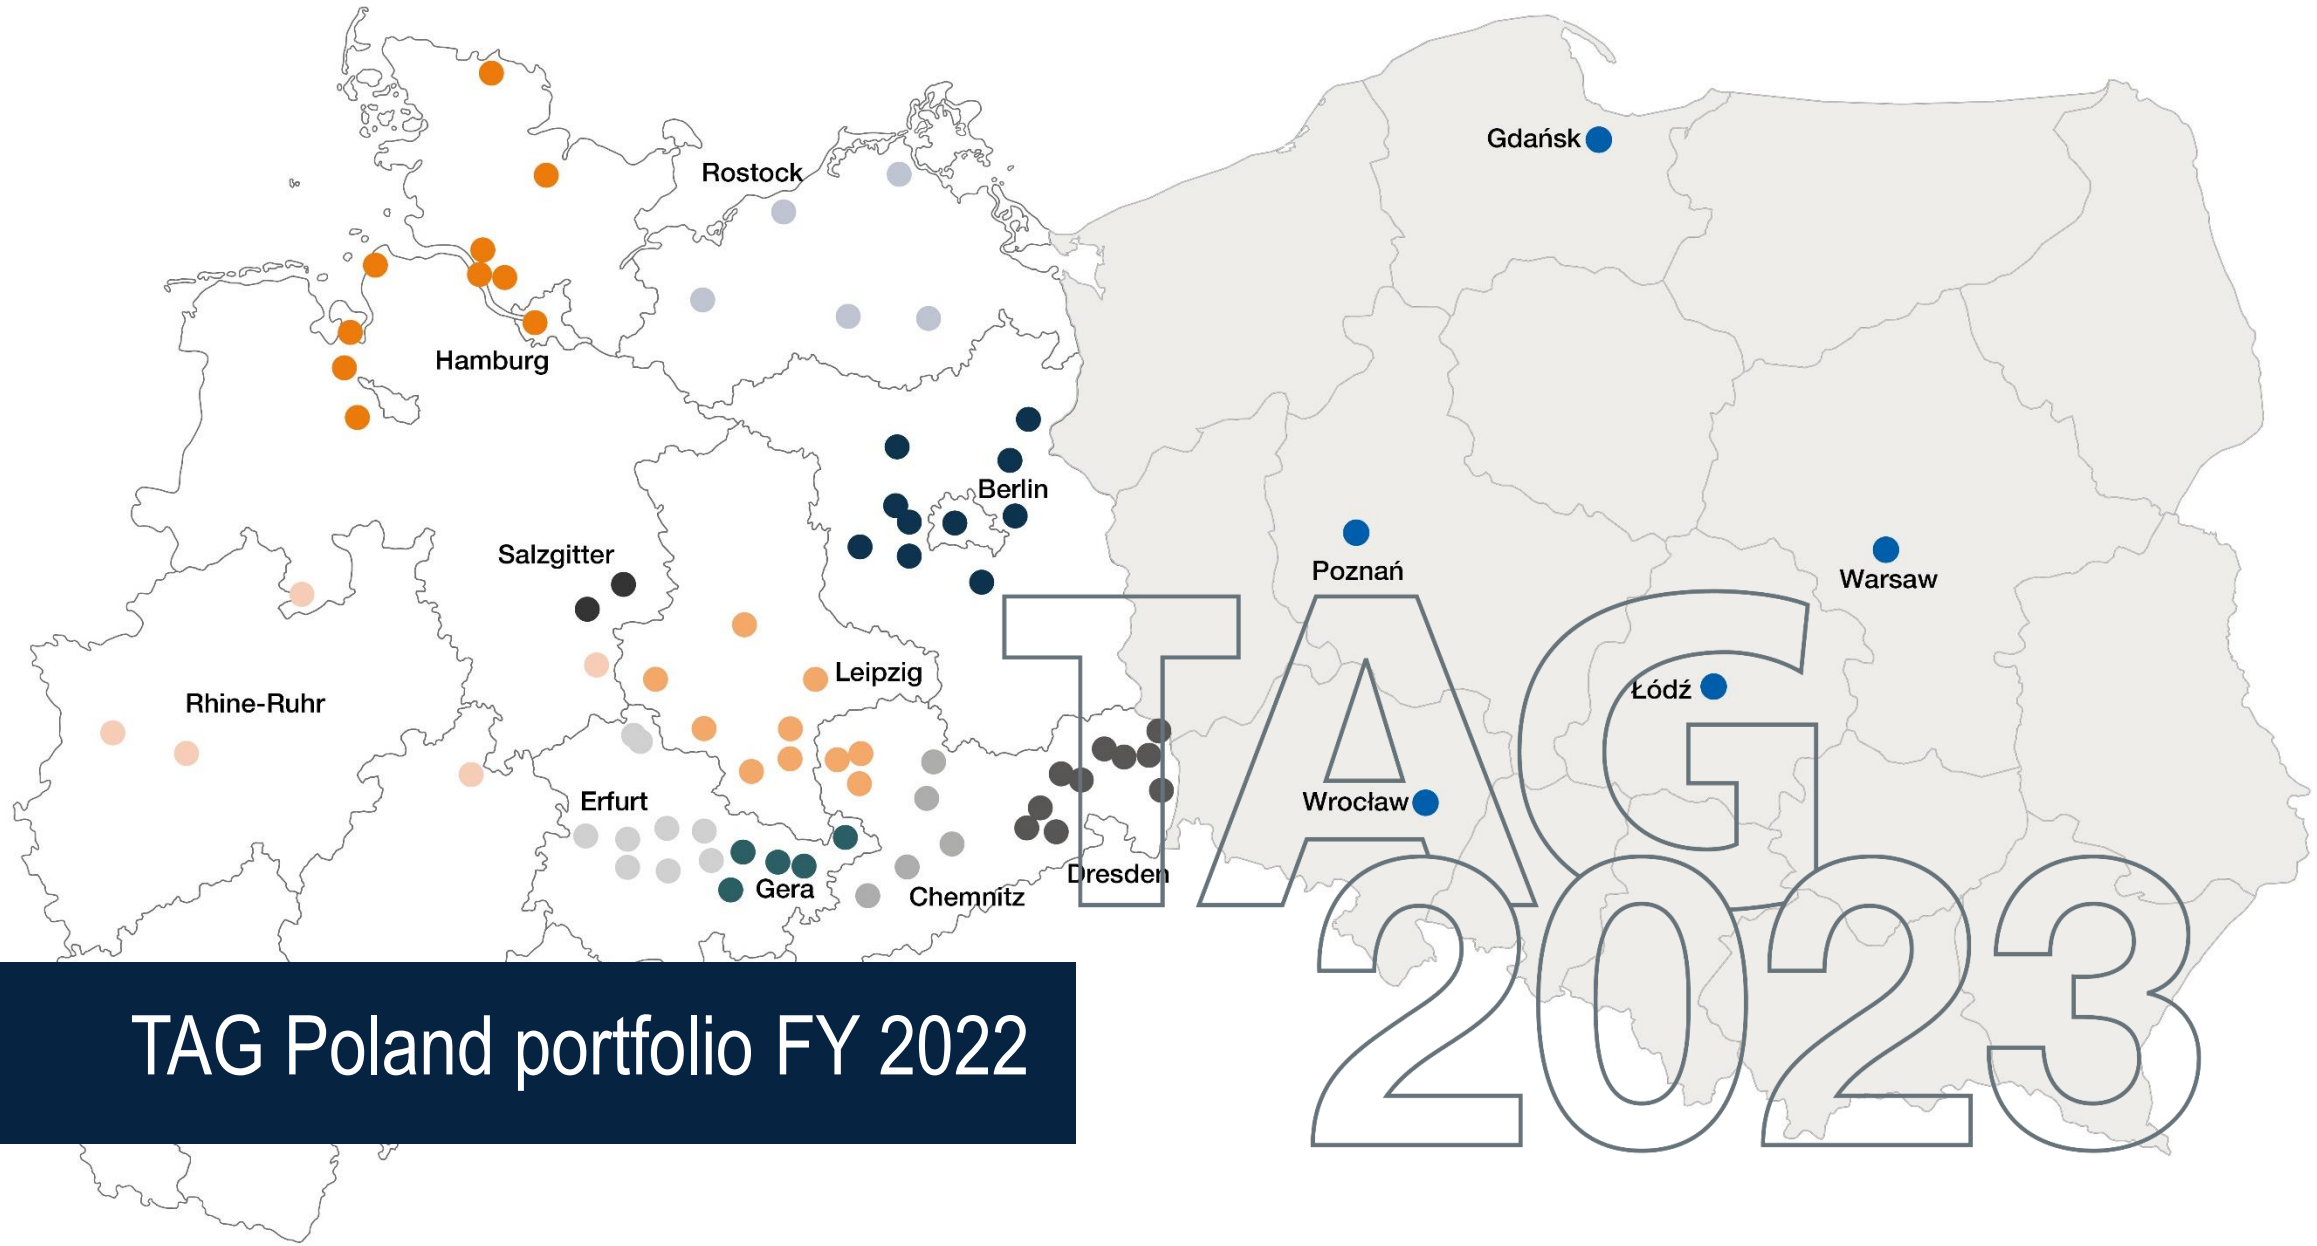 Gdańsk
Rostock
Hamburg
Berlin
Salzgitter
Poznań
Warsaw
Leipzig
Łódź
Rhine-Ruhr
Erfurt
Wrocław
Gera
Chemnitz
Dresden
TAG
2023
TAG Poland portfolio FY 2022